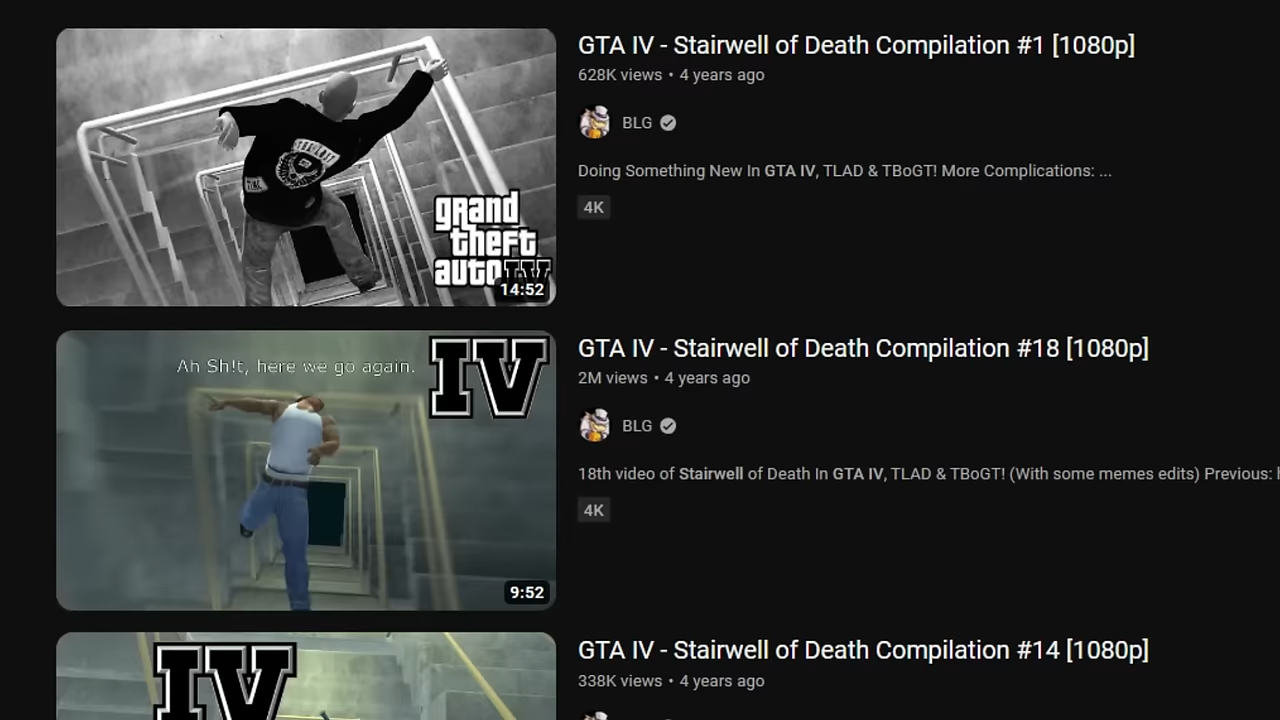 GTA IV - Stairwell of Death Compilation #1 [1080p]
628K views • 4 years ago
BLG
Doing Something New In GTA IV, TLAD & TBoGT! More Complications: ...
4K
grand
theft
auto IV
14:52
GTA IV - Stairwell of Death Compilation #18 [1080p]
2M views • 4 years ago
BLG
18th video of Stairwell of Death In GTA IV, TLAD & TBoGT! (With some memes edits) Previous:
4K
Ah Sh!t, here we go again.
IV
9:52
GTA IV - Stairwell of Death Compilation #14 [1080p]
338K views • 4 years ago
IV